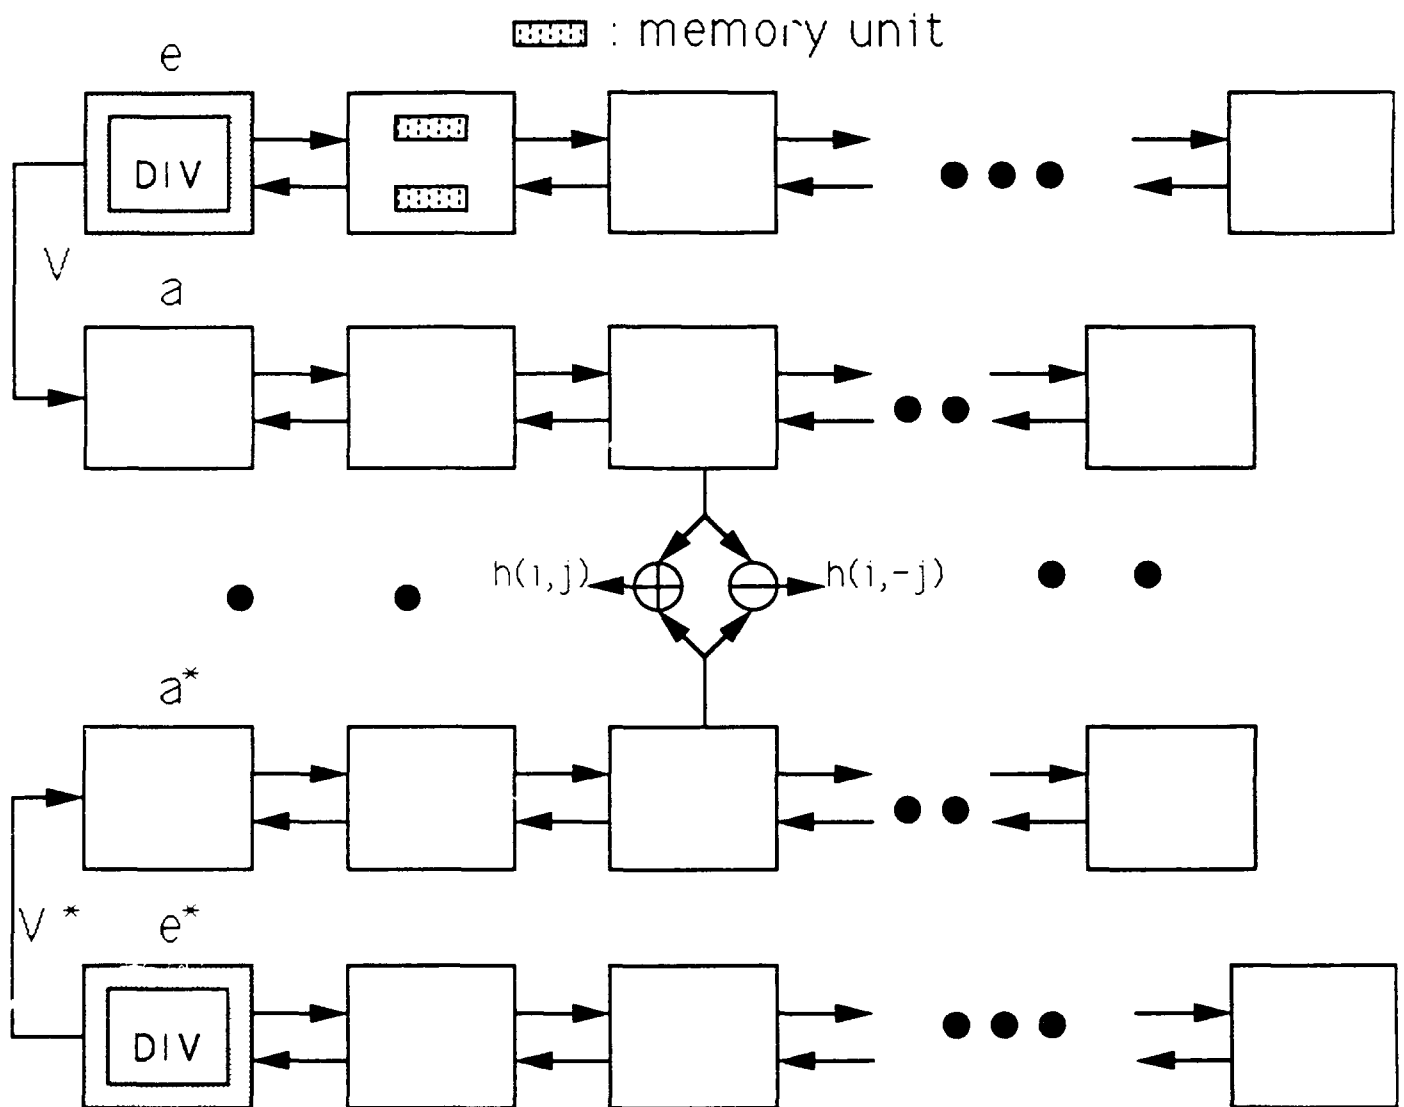 : memory unit
e
DIV
V
a
h(i,j)
h(i,-j)
a*
V*
e*
DIV